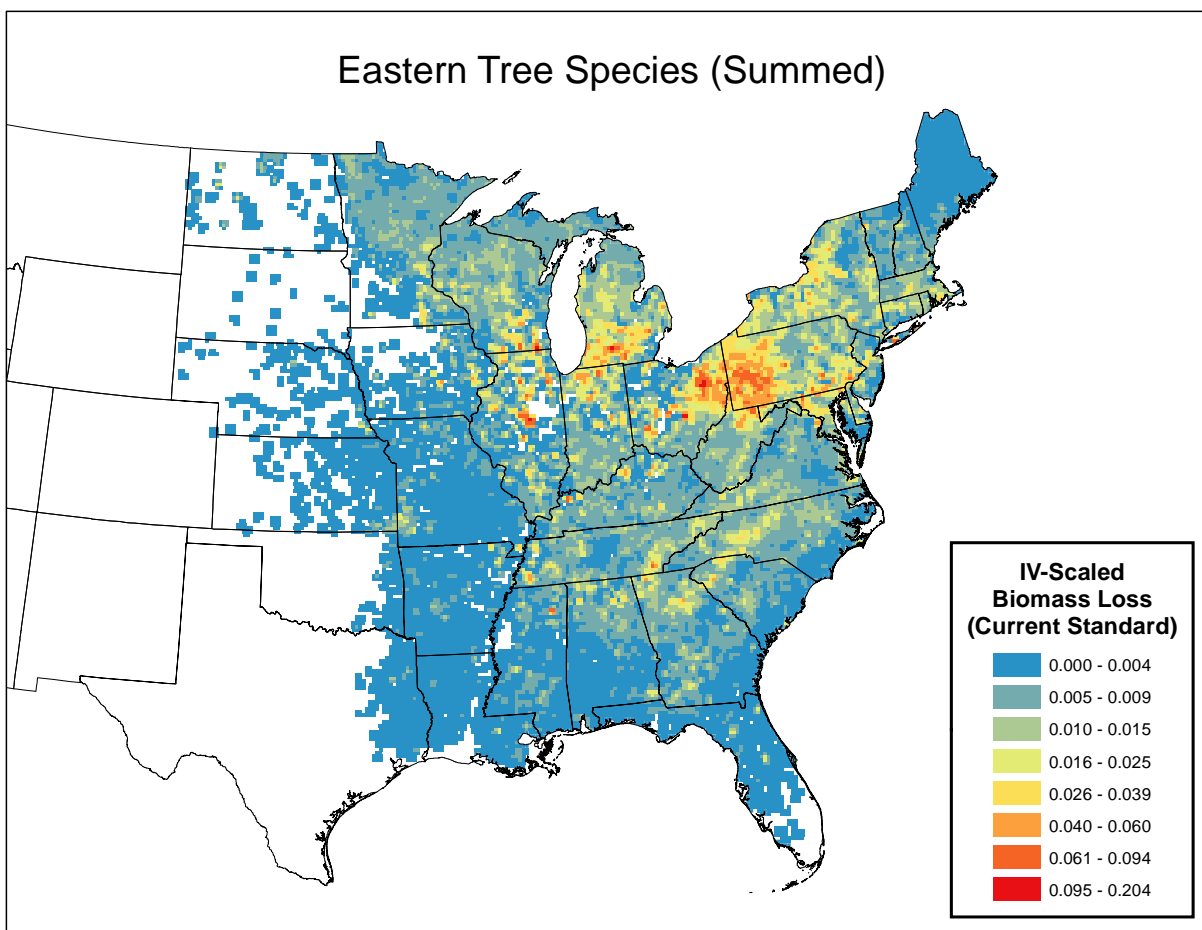 Eastern Tree Species (Summed)
IV-Scaled
Biomass Loss
(Current Standard)
0.000 - 0.004
0.005 - 0.009
0.010 - 0.015
0.016 - 0.025
0.026 - 0.039
0.040 - 0.060
0.061 - 0.094
0.095 - 0.204